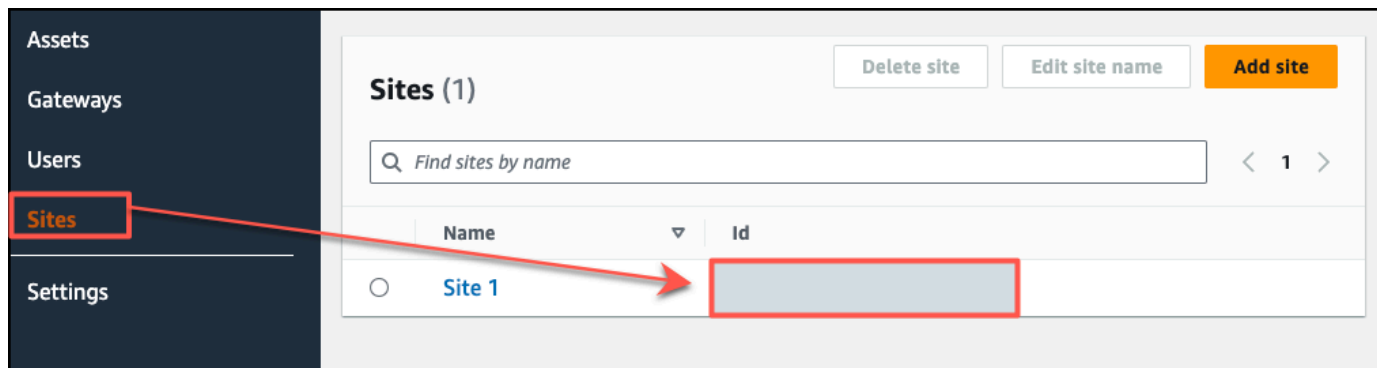 Assets
Gateways
Users
Sites
Settings
Sites (1)
Delete site
Edit site name
Add site
Find sites by name
1
Name
Id
Site 1